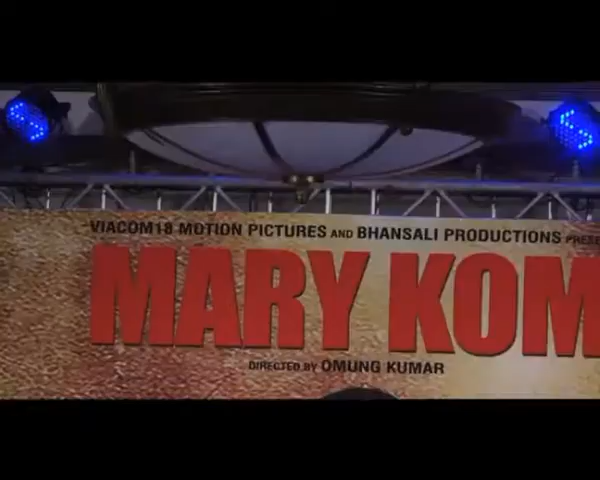 VIACOM18 MOTION PICTURES AND BHANSALI PRODUCTIONS
MARY KOM
DIRECTED BY OMUNG KUMAR